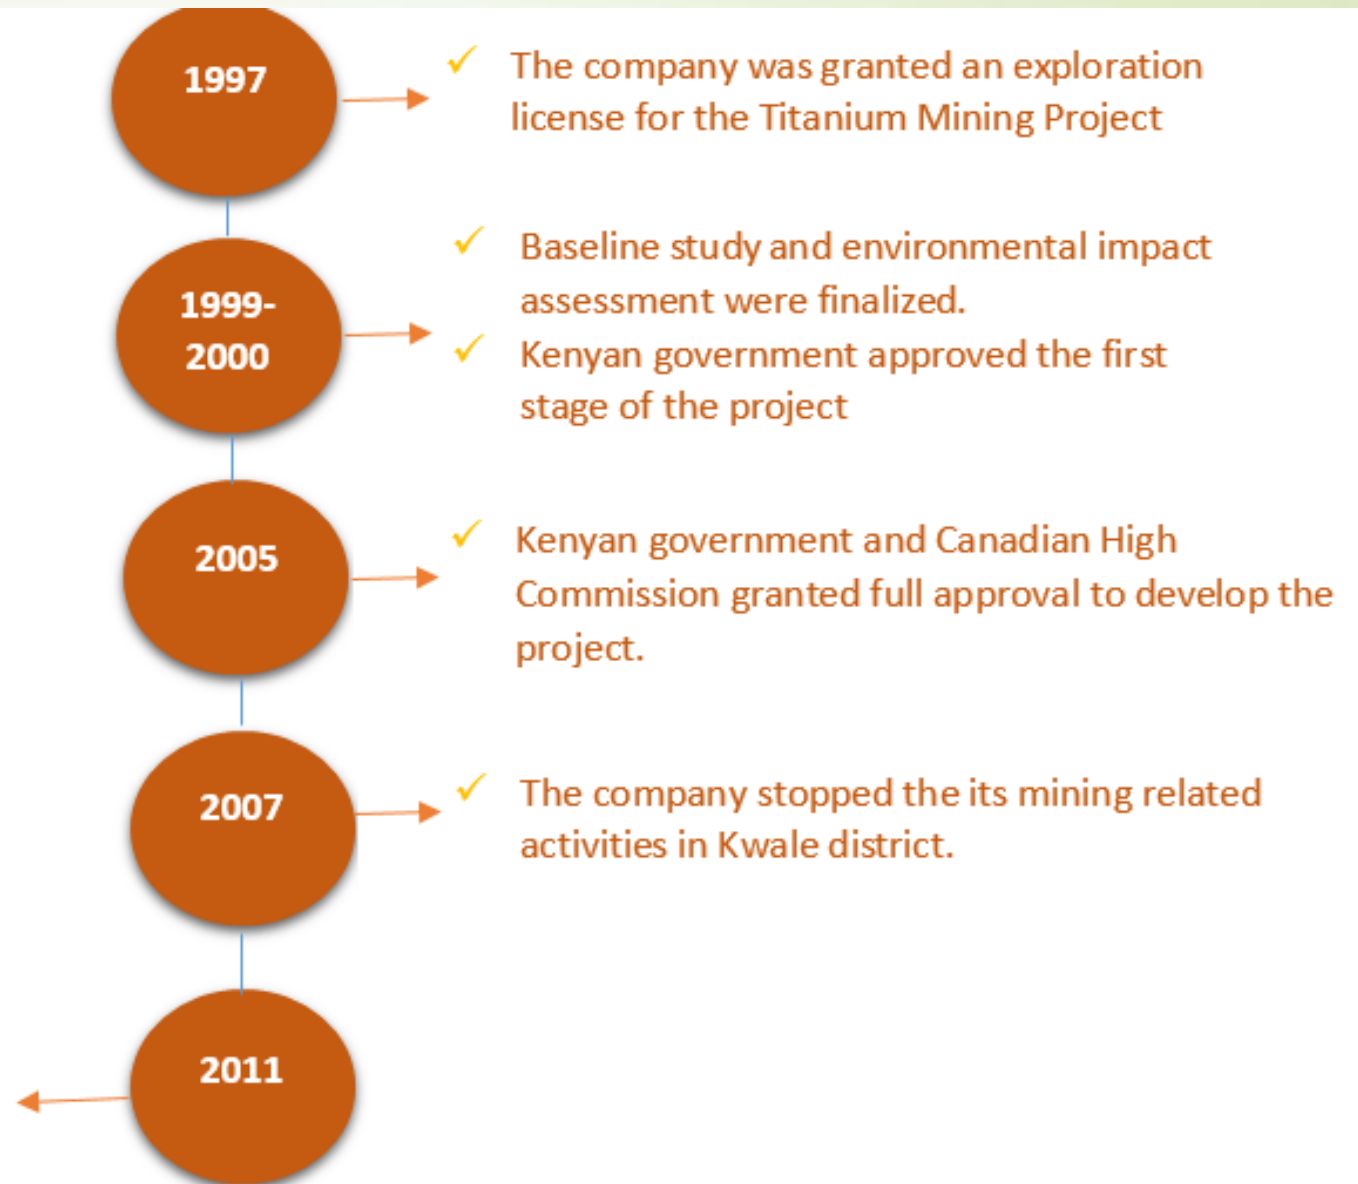 1997
✓ The company was granted an exploration
license for the Titanium Mining Project
1999-
2000
✓ Baseline study and environmental impact
assessment were finalized.
✓ Kenyan government approved the first
stage of the project
2005
✓ Kenyan government and Canadian High
Commission granted full approval to develop the
project.
2007
✓ The company stopped the its mining related
activities in Kwale district.
2011